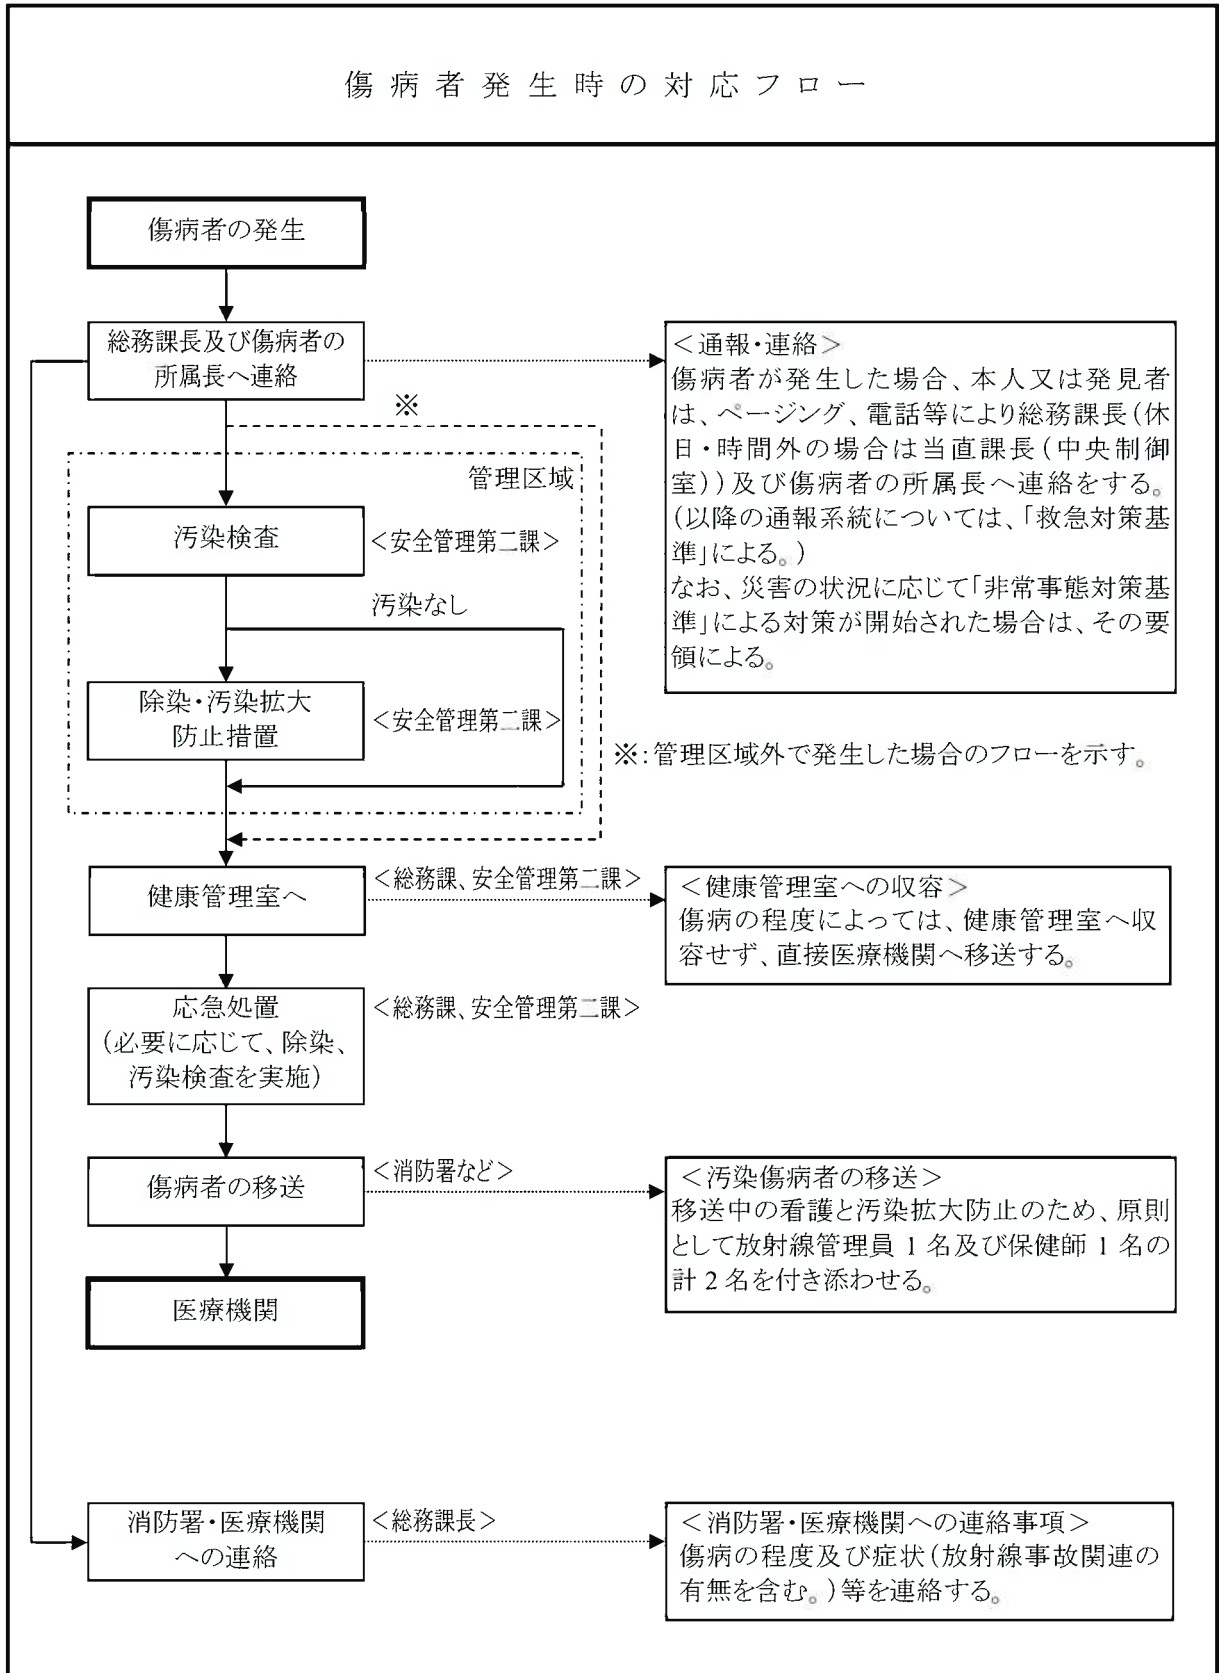 傷病者発生時の対応フロー
傷病者の発生
総務課長及び傷病者の
所属長へ連絡
<通報・連絡>
傷病者が発生した場合、本人又は発見者
は、ページング、電話等により総務課長(休
日・時間外の場合は当直課長(中央制御
室))及び傷病者の所属長へ連絡をする。
(以降の通報系統については、「救急対策基
準」による。)
なお、災害の状況に応じて「非常事態対策基
準」による対策が開始された場合は、その要
領による。
※
管理区域
汚染検査
<安全管理第二課>
汚染なし
除染・汚染拡大
防止措置
<安全管理第二課>
※:管理区域外で発生した場合のフローを示す。
健康管理室へ
<総務課、安全管理第二課>
<健康管理室への収容>
傷病の程度によっては、健康管理室へ収
容せず、直接医療機関へ移送する。
応急処置
(必要に応じて、除染、
汚染検査を実施)
<総務課、安全管理第二課>
傷病者の移送
<消防署など>
<汚染傷病者の移送>
移送中の看護と汚染拡大防止のため、原則
として放射線管理員1名及び保健師1名の
計2名を付き添わせる。
医療機関
消防署・医療機関
への連絡
<総務課長>
<消防署・医療機関への連絡事項>
傷病の程度及び症状(放射線事故関連の
有無を含む。)等を連絡する。